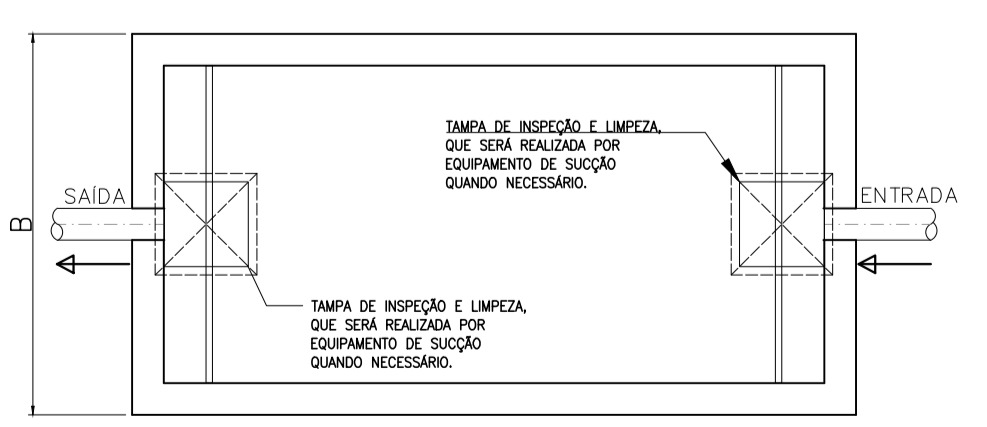 TAMPA DE INSPEÇÃO E LIMPEZA,
QUE SERÁ REALIZADA POR
EQUIPAMENTO DE SUCÇÃO
QUANDO NECESSÁRIO.
SAÍDA
ENTRADA
B
TAMPA DE INSPEÇÃO E LIMPEZA,
QUE SERÁ REALIZADA POR
EQUIPAMENTO DE SUCÇÃO
QUANDO NECESSÁRIO.